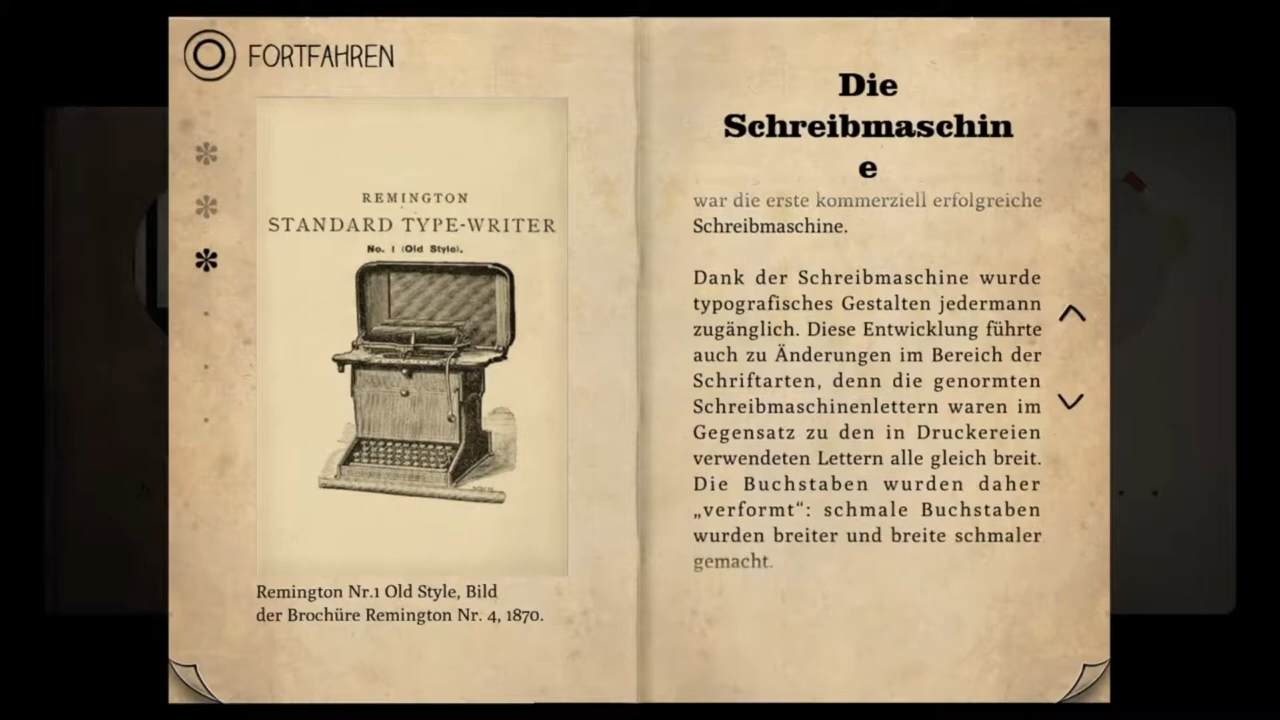 FORTFAHREN
REMINGTON
STANDARD TYPE-WRITER
No. 1 (Old Style).
Remington Nr.1 Old Style, Bild
der Brochüre Remington Nr. 4, 1870.
Die
Schreibmaschin
e
war die erste kommerziell erfolgreiche
Schreibmaschine.
Dank der Schreibmaschine wurde
typografisches Gestalten jedermann
zugänglich. Diese Entwicklung führte
auch zu Änderungen im Bereich der
Schriftarten, denn die genormten
Schreibmaschinenlettern waren im
Gegensatz zu den in Druckereien
verwendeten Lettern alle gleich breit.
Die Buchstaben wurden daher
„verformt“: schmale Buchstaben
wurden breiter und breite schmaler
gemacht.